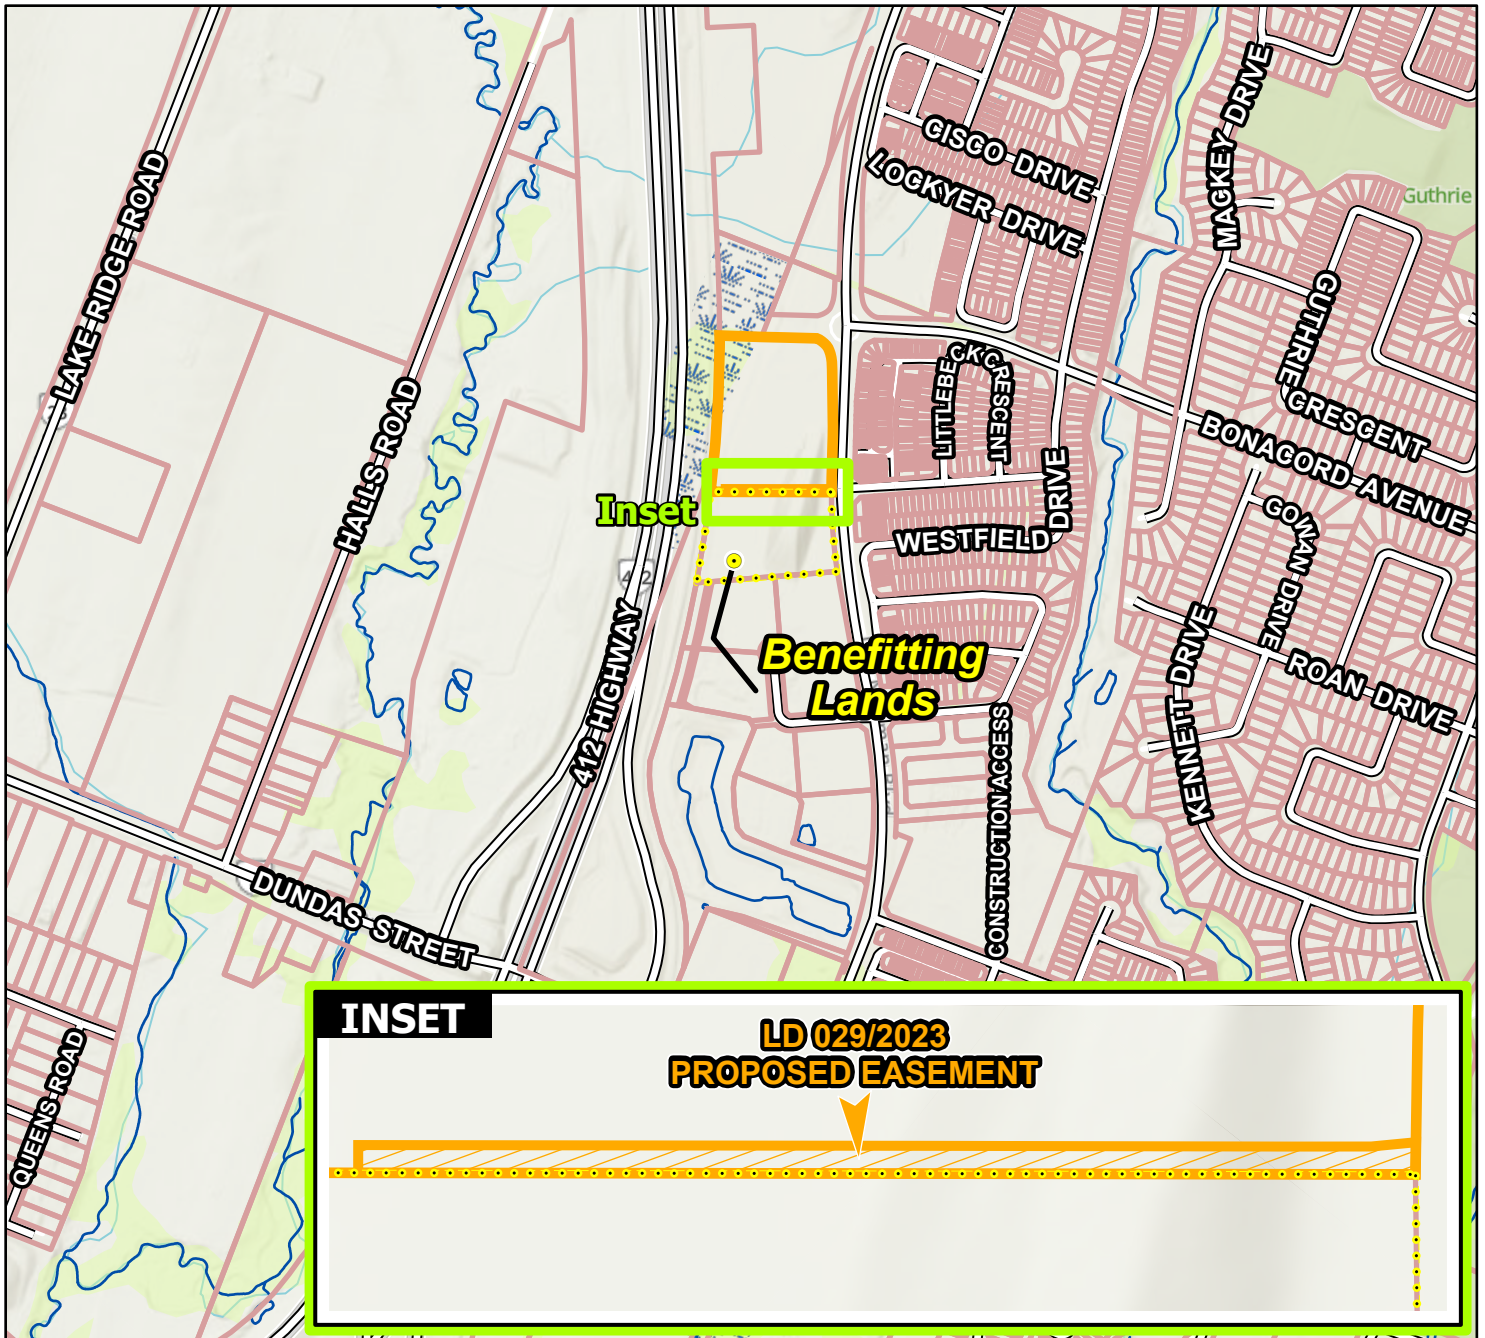 MACKEY DRIVE
CISCO DRIVE
LOCKYER DRIVE
Guthrie
LAKE RIDGE ROAD
GUTHRIE CRESCENT
LITTLEBECK CRESCENT
HALLS ROAD
BONACORD AVENUE
DRIVE
WESTFIELD
Inset
GOWAN DRIVE
412 HIGHWAY
Benefitting
Lands
KENNETT DRIVE
ROAN DRIVE
CONSTRUCTION ACCESS
DUNDAS STREET
QUEENS ROAD
INSET
LD 029/2023
PROPOSED EASEMENT